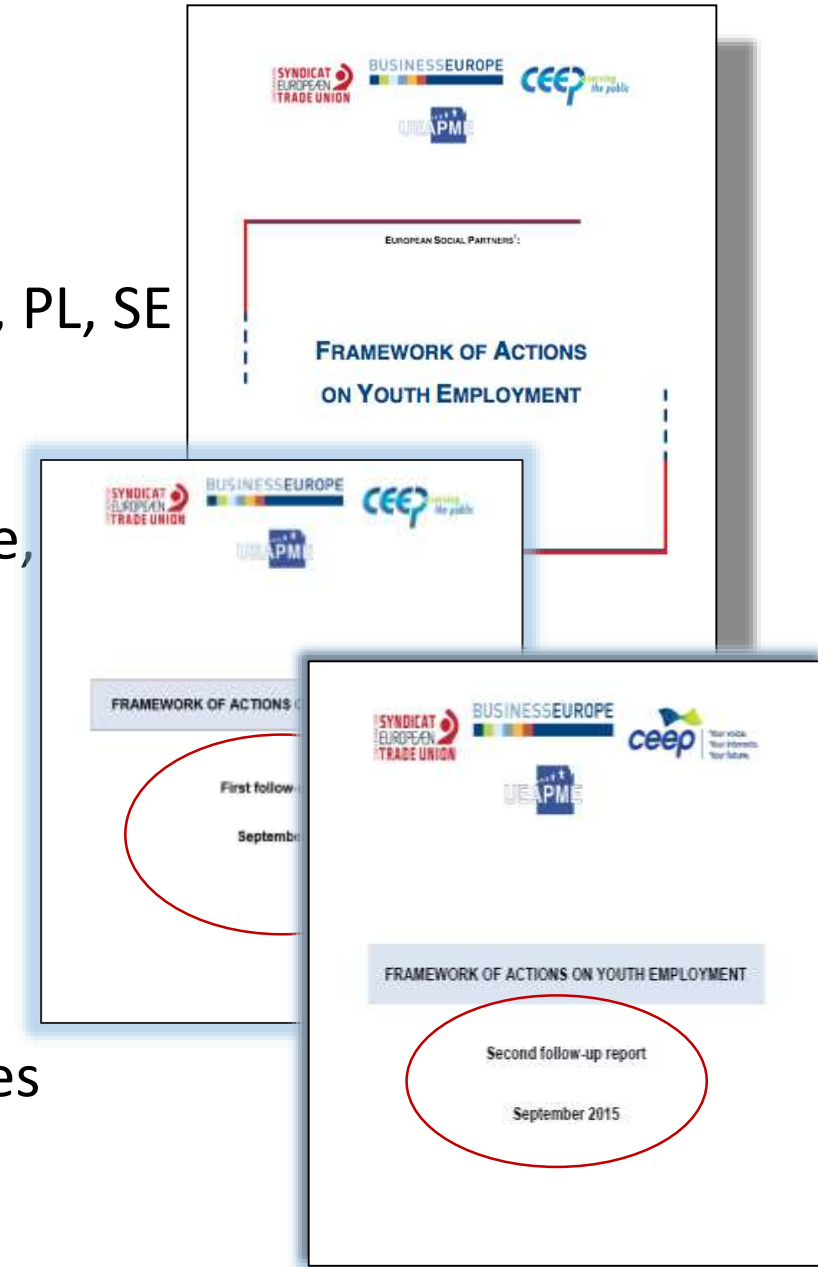 SYNDICAT
EUROPÉEN
TRADE UNION
BUSINESSEUROPE
CEEP serving
the public
UEAPME
EUROPEAN SOCIAL PARTNERS':
, PL, SE
FRAMEWORK OF ACTIONS
ON YOUTH EMPLOYMENT
SYNDICAT
EUROPÉEN
TRADE UNION
BUSINESSEUROPE
CEEP serving
the public
UEAPME
e,
FRAMEWORK OF ACTIONS
First follow-
Septembe
SYNDICAT
EUROPÉEN
TRADE UNION
BUSINESSEUROPE
ceep
Your voice.
Your interests.
Your future.
UEAPME
FRAMEWORK OF ACTIONS ON YOUTH EMPLOYMENT
Second follow-up report
September 2015
es